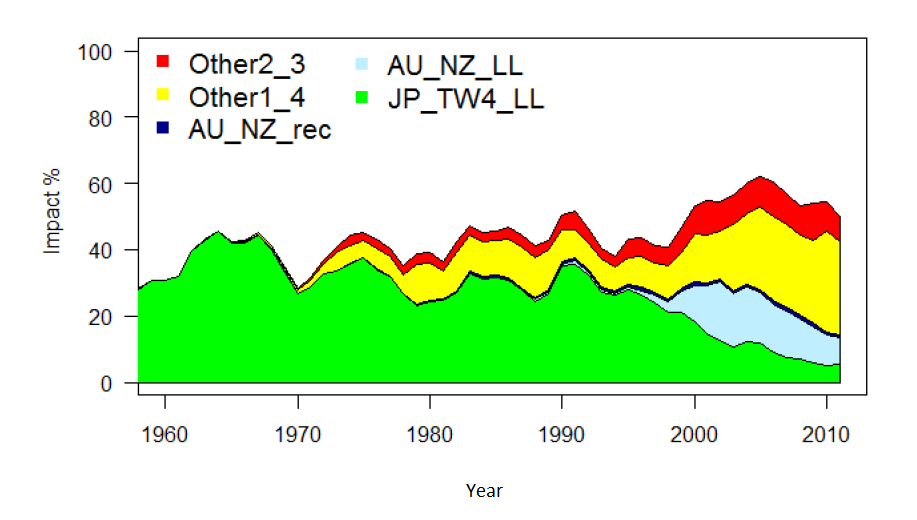 100
80
60
40
20
0
Impact %
Other2_3
Other1_4
AU_NZ_rec
AU_NZ_LL
JP_TW4_LL
1960 1970 1980 1990 2000 2010
Year